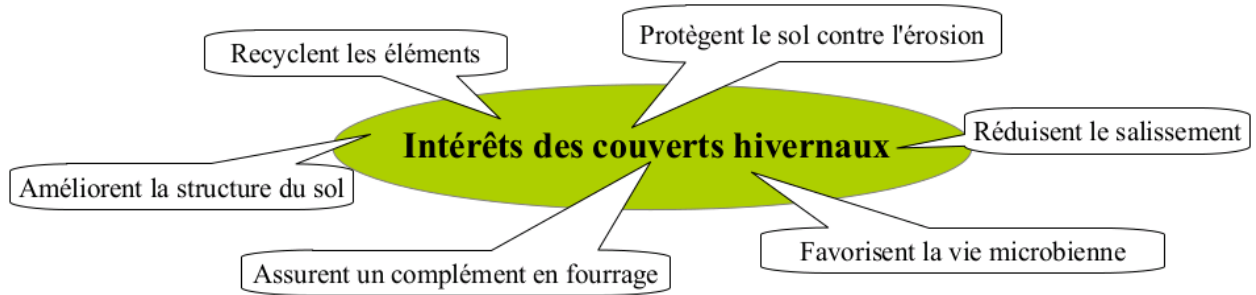 Protègent le sol contre l'érosion
Recyclent les éléments
Réduisent le salissement
Intérêts des couverts hivernaux
Améliorent la structure du sol
Favorisent la vie microbienne
Assurent un complément en fourrage